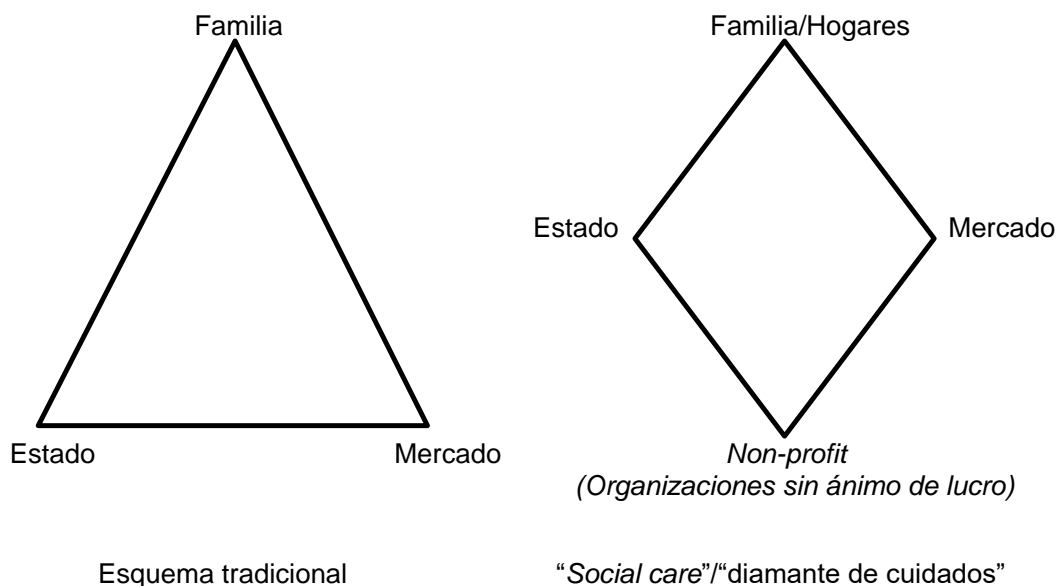 Familia
Estado
Mercado
Esquema tradicional
Familia/Hogares
Estado
Mercado
Non-profit
(Organizaciones sin ánimo de lucro)
“Social care”/“diamante de cuidados”